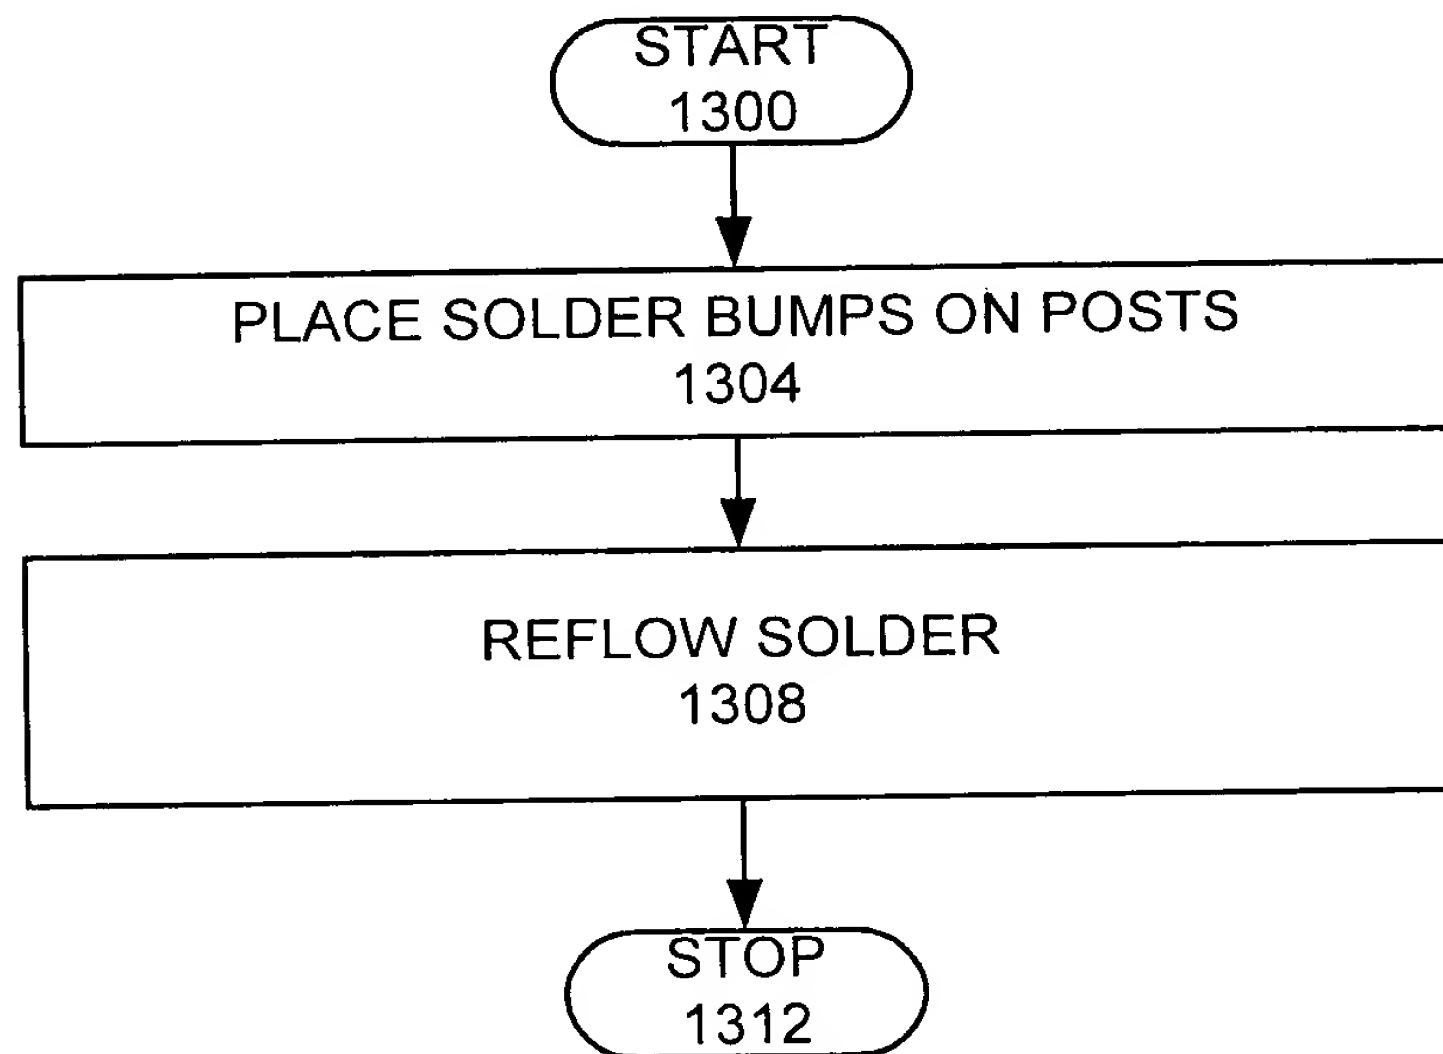 START
1300
PLACE SOLDER BUMPS ON POSTS
1304
REFLOW SOLDER
1308
STOP
1312